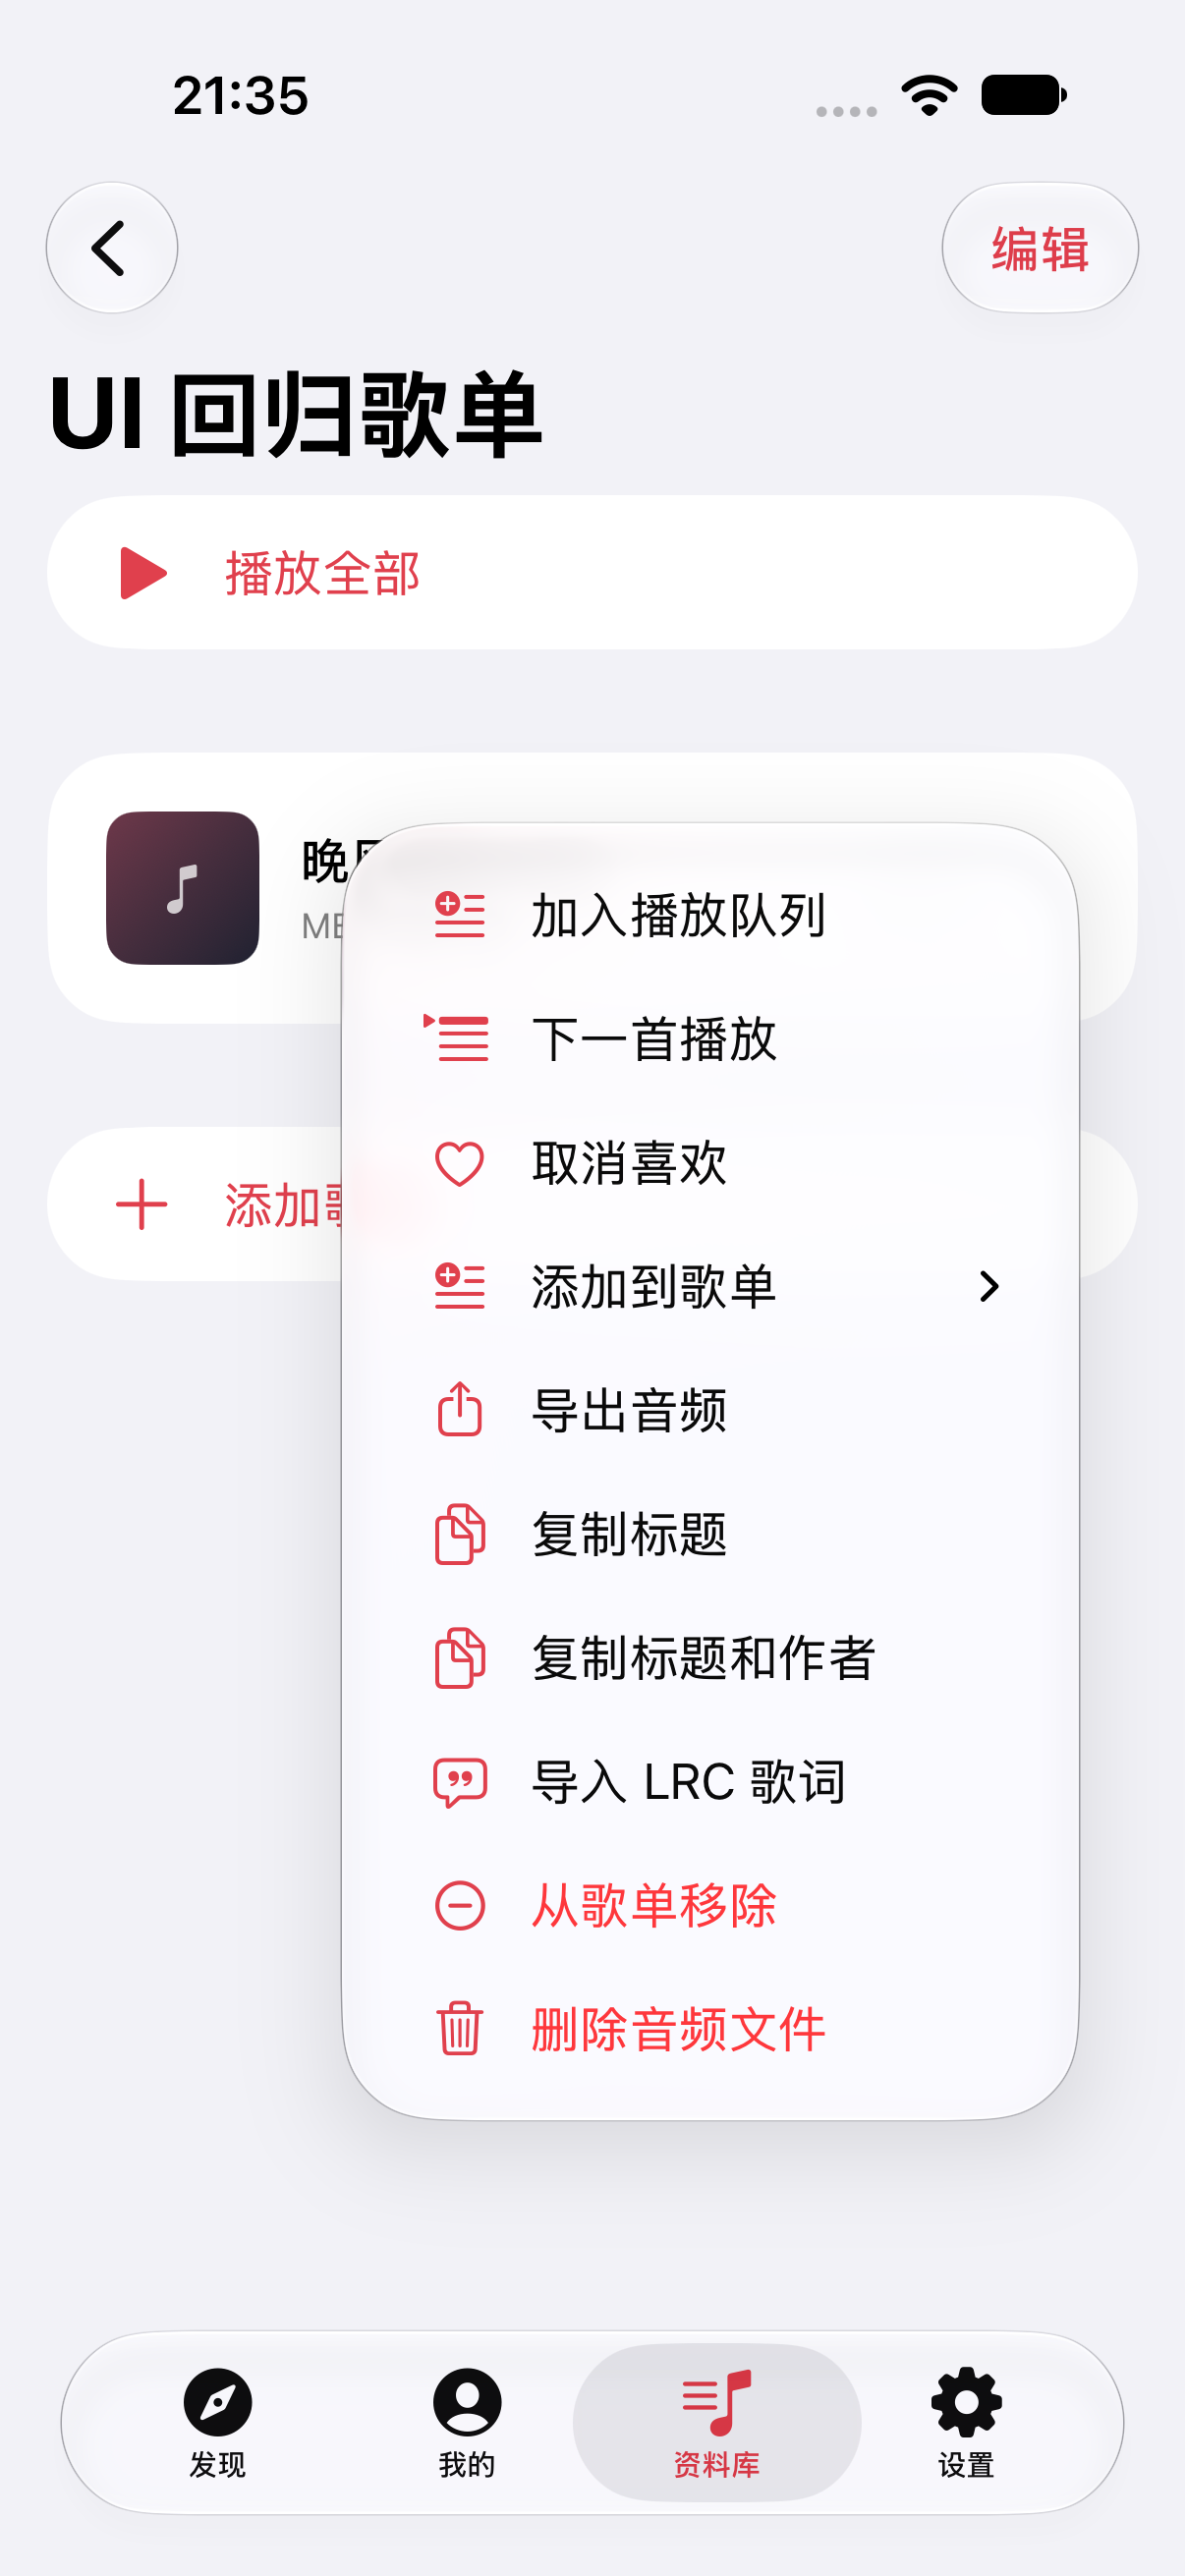 21:35
编辑
UI 回归歌单
播放全部
晚
加入播放队列
下一首播放
取消喜欢
添加
添加到歌单
导出音频
复制标题
复制标题和作者
导入 LRC 歌词
从歌单移除
删除音频文件
发现
我的
资料库
设置